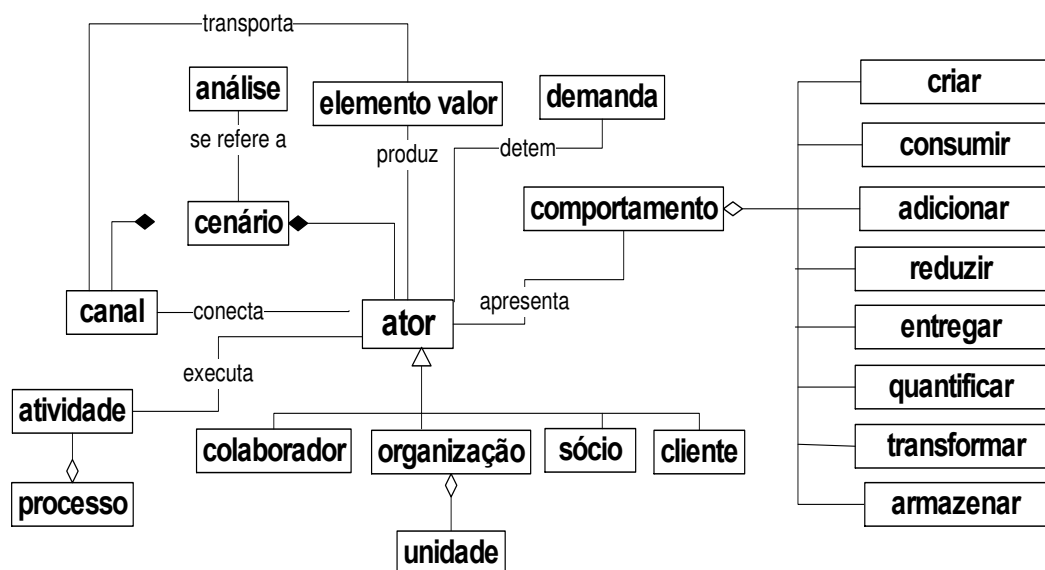 transporta
análise
elemento valor
demanda
criar
se refere a
produz
detem
consumir
cenário
comportamento
adicionar
reduzir
canal
conecta
ator
apresenta
entregar
executa
quantificar
atividade
colaborador
organização
sócio
cliente
transformar
processo
armazenar
unidade